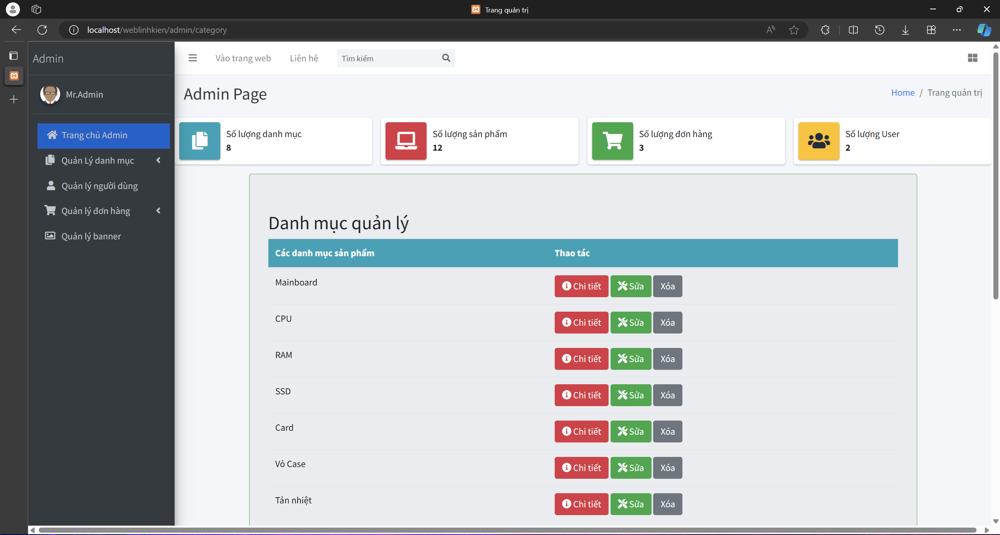 Trang quản trị
localhost/weblinhkien/admin/category
Admin
Vào trang web
Liên hệ
Tìm kiếm
Mr.Admin
Trang chủ Admin
Quản Lý danh mục
Quản lý người dùng
Quản lý đơn hàng
Quản lý banner
Admin Page
Home / Trang quản trị
Số lượng danh mục
8
Số lượng sản phẩm
12
Số lượng đơn hàng
3
Số lượng User
2
Danh mục quản lý
Các danh mục sản phẩm Thao tác
Mainboard Chi tiết Sửa Xóa
CPU Chi tiết Sửa Xóa
RAM Chi tiết Sửa Xóa
SSD Chi tiết Sửa Xóa
Card Chi tiết Sửa Xóa
Vỏ Case Chi tiết Sửa Xóa
Tản nhiệt Chi tiết Sửa Xóa